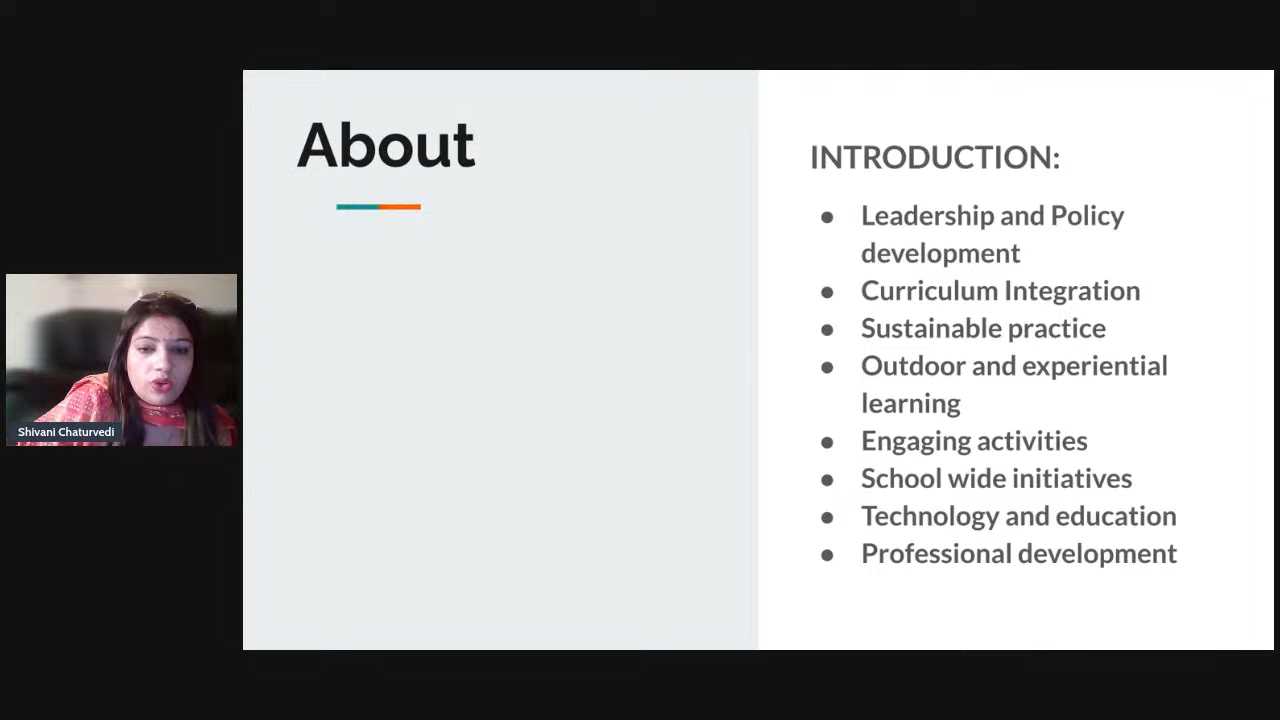 About
INTRODUCTION:
● Leadership and Policy
development
● Curriculum Integration
● Sustainable practice
● Outdoor and experiential
learning
● Engaging activities
● School wide initiatives
● Technology and education
● Professional development
Shivani Chaturvedi